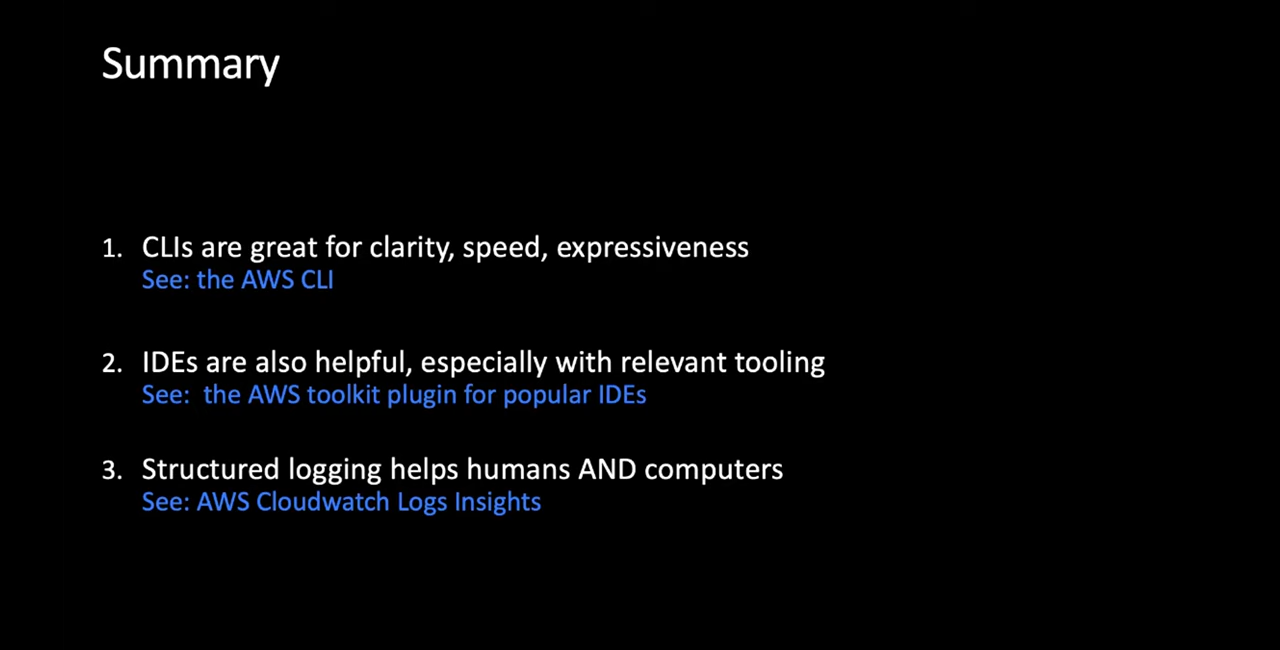 Summary
1. CLIs are great for clarity, speed, expressiveness
See: the AWS CLI
2. IDEs are also helpful, especially with relevant tooling
See:  the AWS toolkit plugin for popular IDEs
3. Structured logging helps humans AND computers
See: AWS Cloudwatch Logs Insights